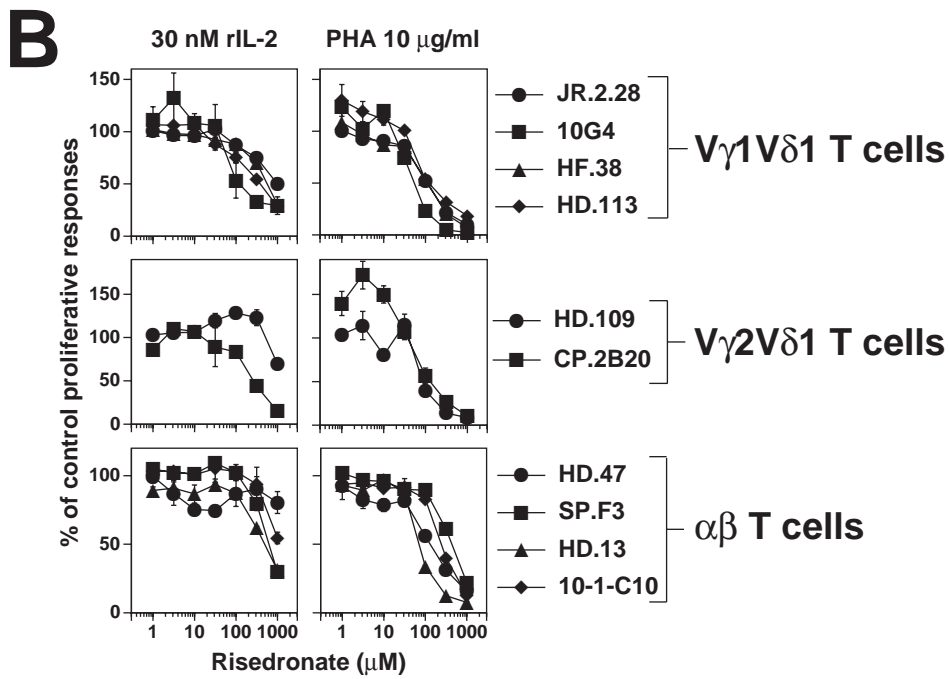 B
30 nM rIL-2
PHA 10 μg/ml
% of control proliferative responses
150
100
50
0
JR.2.28
10G4
HF.38
HD.113
Vγ1Vδ1 T cells
150
100
50
0
HD.109
CP.2B20
Vγ2Vδ1 T cells
100
50
0
HD.47
SP.F3
HD.13
10-1-C10
αβ T cells
1 10 100 1000
1 10 100 1000
Risedronate (μM)